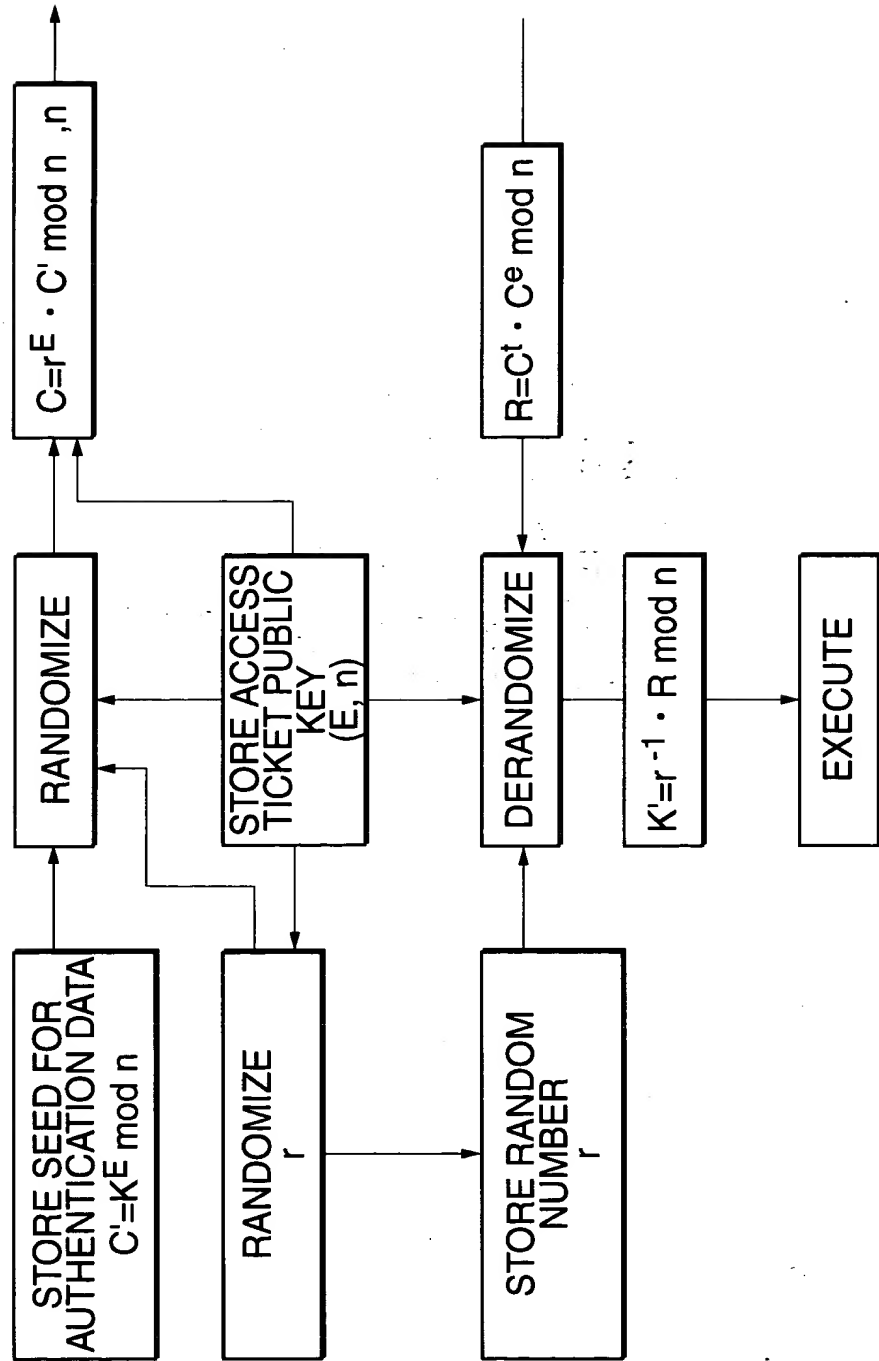 STORE SEED FOR
AUTHENTICATION DATA
C'=K^E mod n
RANDOMIZE
C=r^E · C' mod n ,n
RANDOMIZE
r
STORE ACCESS
TICKET PUBLIC
KEY
(E, n)
STORE RANDOM
NUMBER
r
DERANDOMIZE
R=C^t · C^e mod n
K'=r^-1 · R mod n
EXECUTE